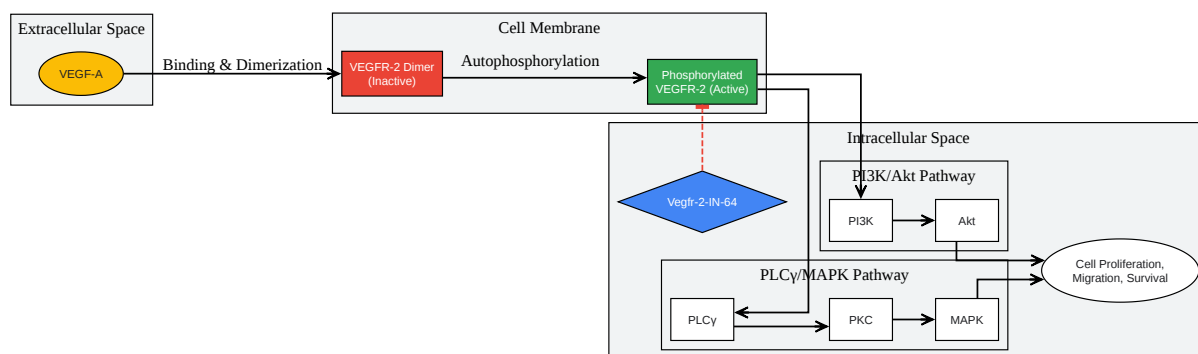 Extracellular Space
VEGF-A
Binding & Dimerization
Cell Membrane
VEGFR-2 Dimer
(Inactive)
Autophosphorylation
Phosphorylated
VEGFR-2 (Active)
Intracellular Space
Vegfr-2-IN-64
PI3K/Akt Pathway
PI3K
Akt
PLCγ/MAPK Pathway
PLCγ
PKC
MAPK
Cell Proliferation,
Migration, Survival